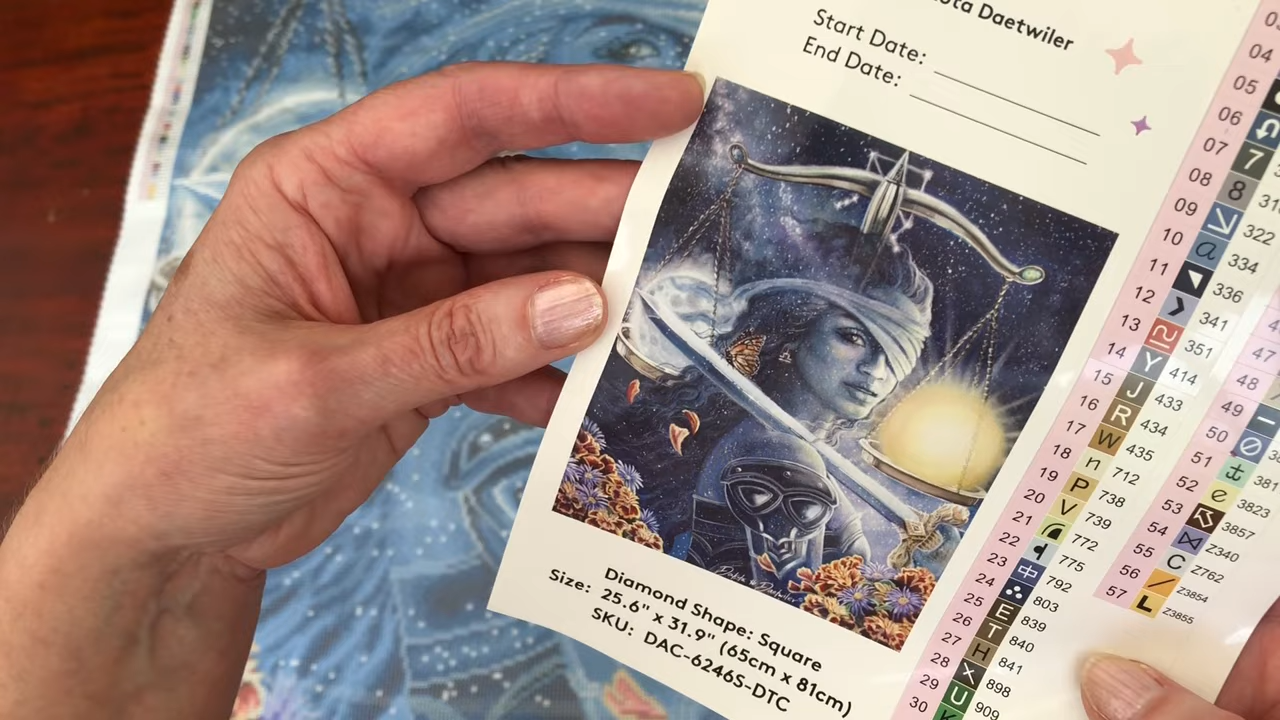 Daetwiler
Start Date:
End Date:
Diamond Shape: Square
Size: 25.6" x 31.9" (65cm x 81cm)
SKU: DAC-6246S-DTC
04
05
06
07 7
08 8
09 322
10 a 334
11 336
12 341
13 351
14 Y 414
15 J 433
16 R 434
17 W 435
18 n 712
19 P 738
20 V 739
21 772
22 775
23 中 792
24 803
25 E 839
26 T 840
27 H 841
28 X 898
29 U 909
30 K
47
48
49
50
51 t
52 e 3823
53 3857
54 Z340
55 C Z762
56 Z3854
57 L Z3855